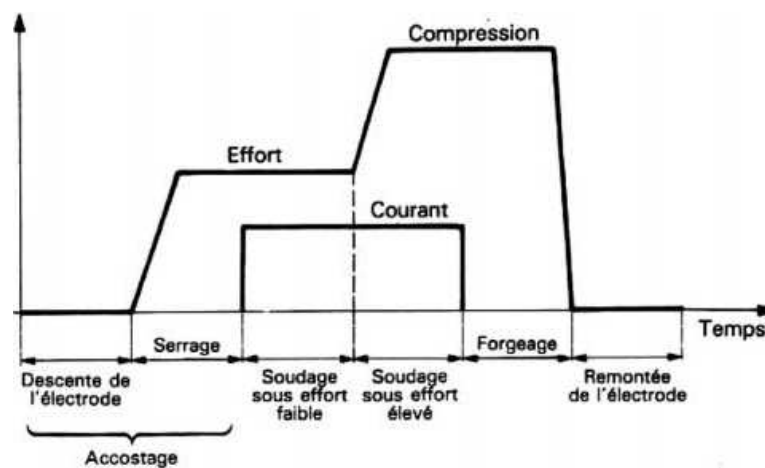 Compression
Effort
Courant
Temps
Serrage
Forgeage
Descente de
l'électrode
Soudage
sous effort
faible
Soudage
sous effort
élevé
Remontée
de l'électrode
Accostage